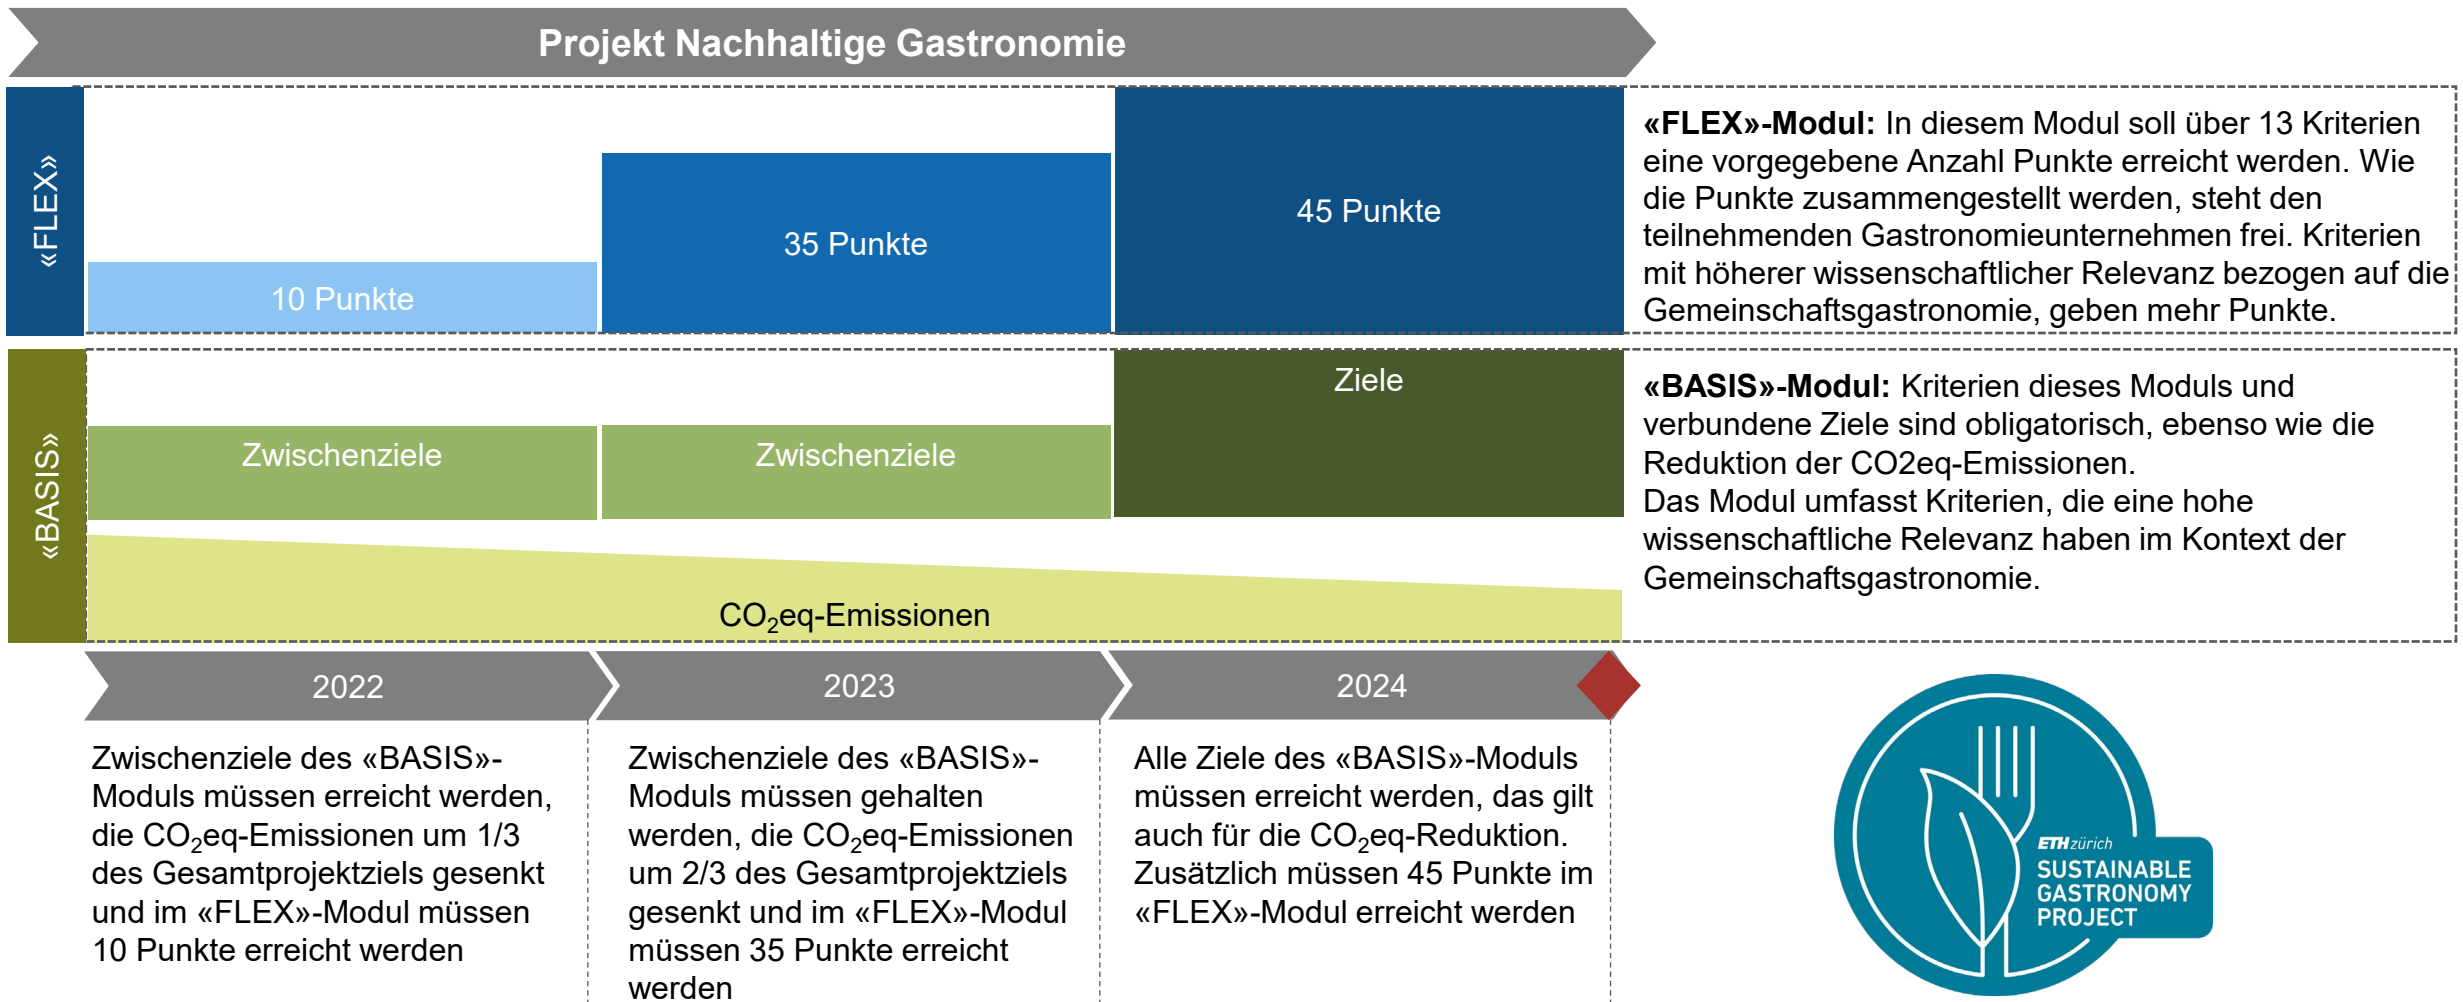 Projekt Nachhaltige Gastronomie
«FLEX»
10 Punkte
35 Punkte
45 Punkte
«FLEX»-Modul: In diesem Modul soll über 13 Kriterien
eine vorgegebene Anzahl Punkte erreicht werden. Wie
die Punkte zusammengestellt werden, steht den
teilnehmenden Gastronomieunternehmen frei. Kriterien
mit höherer wissenschaftlicher Relevanz bezogen auf die
Gemeinschaftsgastronomie, geben mehr Punkte.
«BASIS»
Zwischenziele
Zwischenziele
Ziele
CO₂eq-Emissionen
«BASIS»-Modul: Kriterien dieses Moduls und
verbundene Ziele sind obligatorisch, ebenso wie die
Reduktion der CO2eq-Emissionen.
Das Modul umfasst Kriterien, die eine hohe
wissenschaftliche Relevanz haben im Kontext der
Gemeinschaftsgastronomie.
2022
2023
2024
Zwischenziele des «BASIS»-
Moduls müssen erreicht werden,
die CO₂eq-Emissionen um 1/3
des Gesamtprojektziels gesenkt
und im «FLEX»-Modul müssen
10 Punkte erreicht werden
Zwischenziele des «BASIS»-
Moduls müssen gehalten
werden, die CO₂eq-Emissionen
um 2/3 des Gesamtprojektziels
gesenkt und im «FLEX»-Modul
müssen 35 Punkte erreicht
werden
Alle Ziele des «BASIS»-Moduls
müssen erreicht werden, das gilt
auch für die CO₂eq-Reduktion.
Zusätzlich müssen 45 Punkte im
«FLEX»-Modul erreicht werden
ETH zürich
SUSTAINABLE
GASTRONOMY
PROJECT